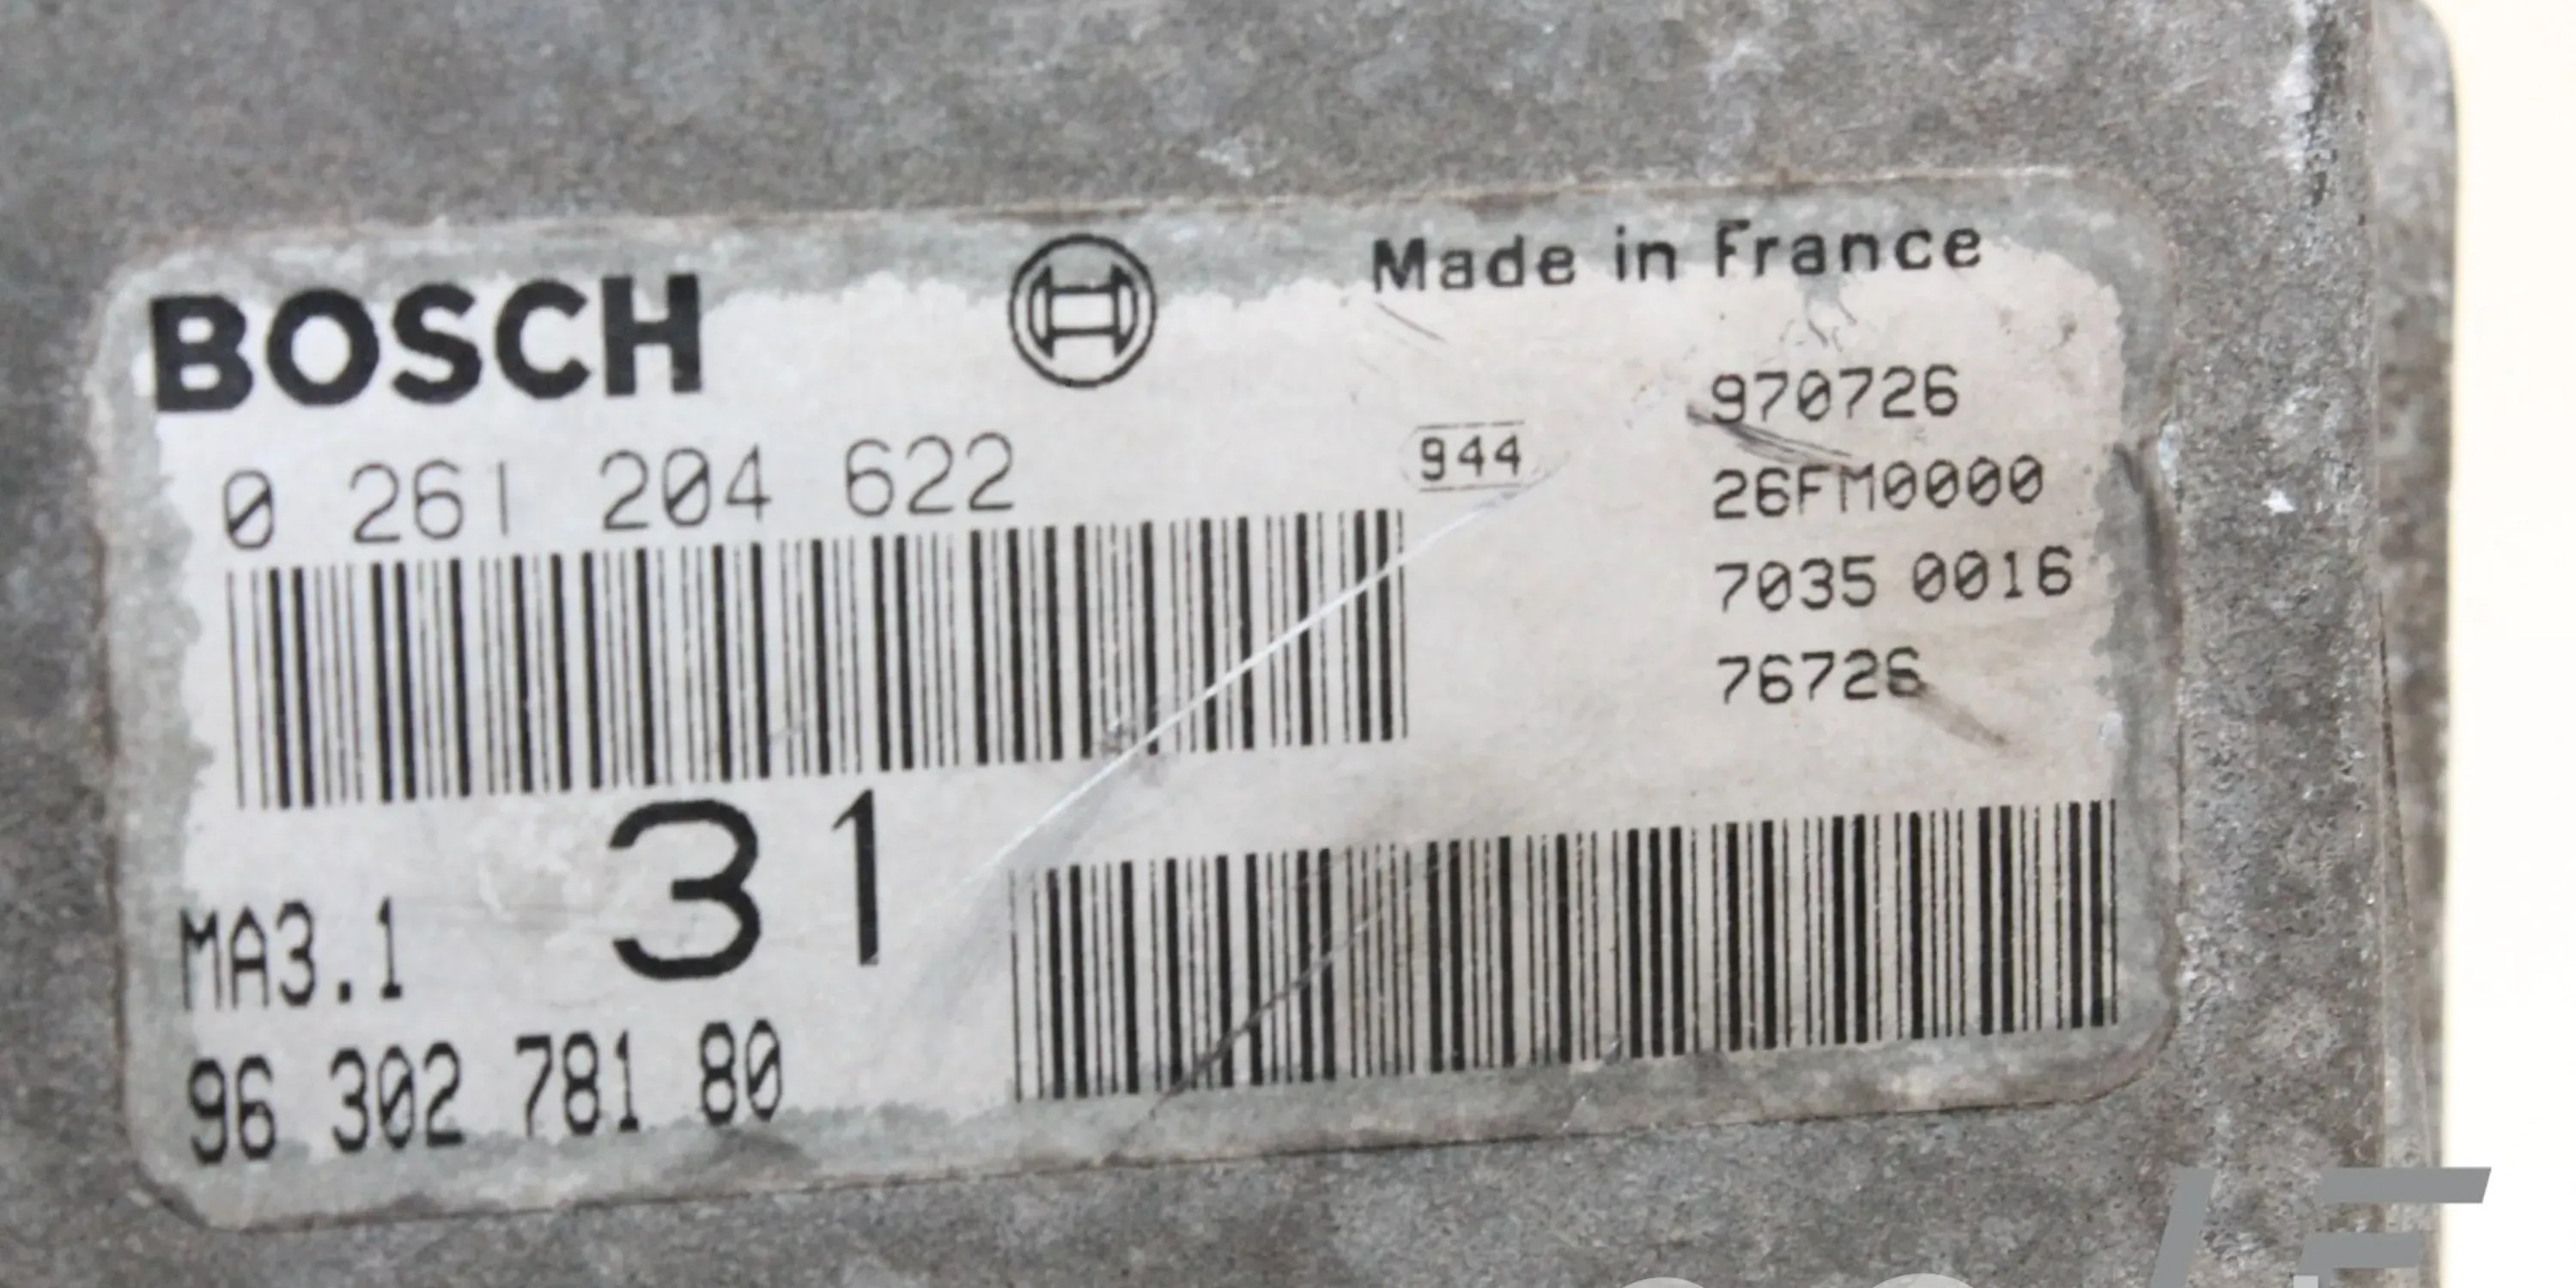 BOSCH
Made in France
0 261 204 622
944
970726
26FM0000
7035 0016
76726
31
MA3.1
96 302 781 80